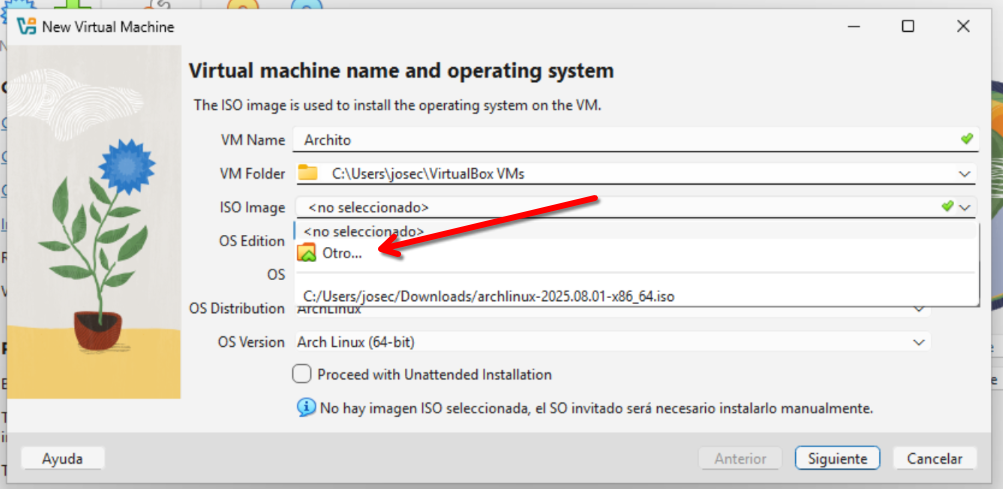 New Virtual Machine
Virtual machine name and operating system
The ISO image is used to install the operating system on the VM.
VM Name Archito
VM Folder C:\Users\josec\VirtualBox VMs
ISO Image <no seleccionado>
<no seleccionado>
OS Edition
Otro...
OS
C:/Users/josec/Downloads/archlinux-2025.08.01-x86_64.iso
OS Distribution ArchLinux
OS Version Arch Linux (64-bit)
Proceed with Unattended Installation
No hay imagen ISO seleccionada, el SO invitado será necesario instalarlo manualmente.
Ayuda Anterior Siguiente Cancelar